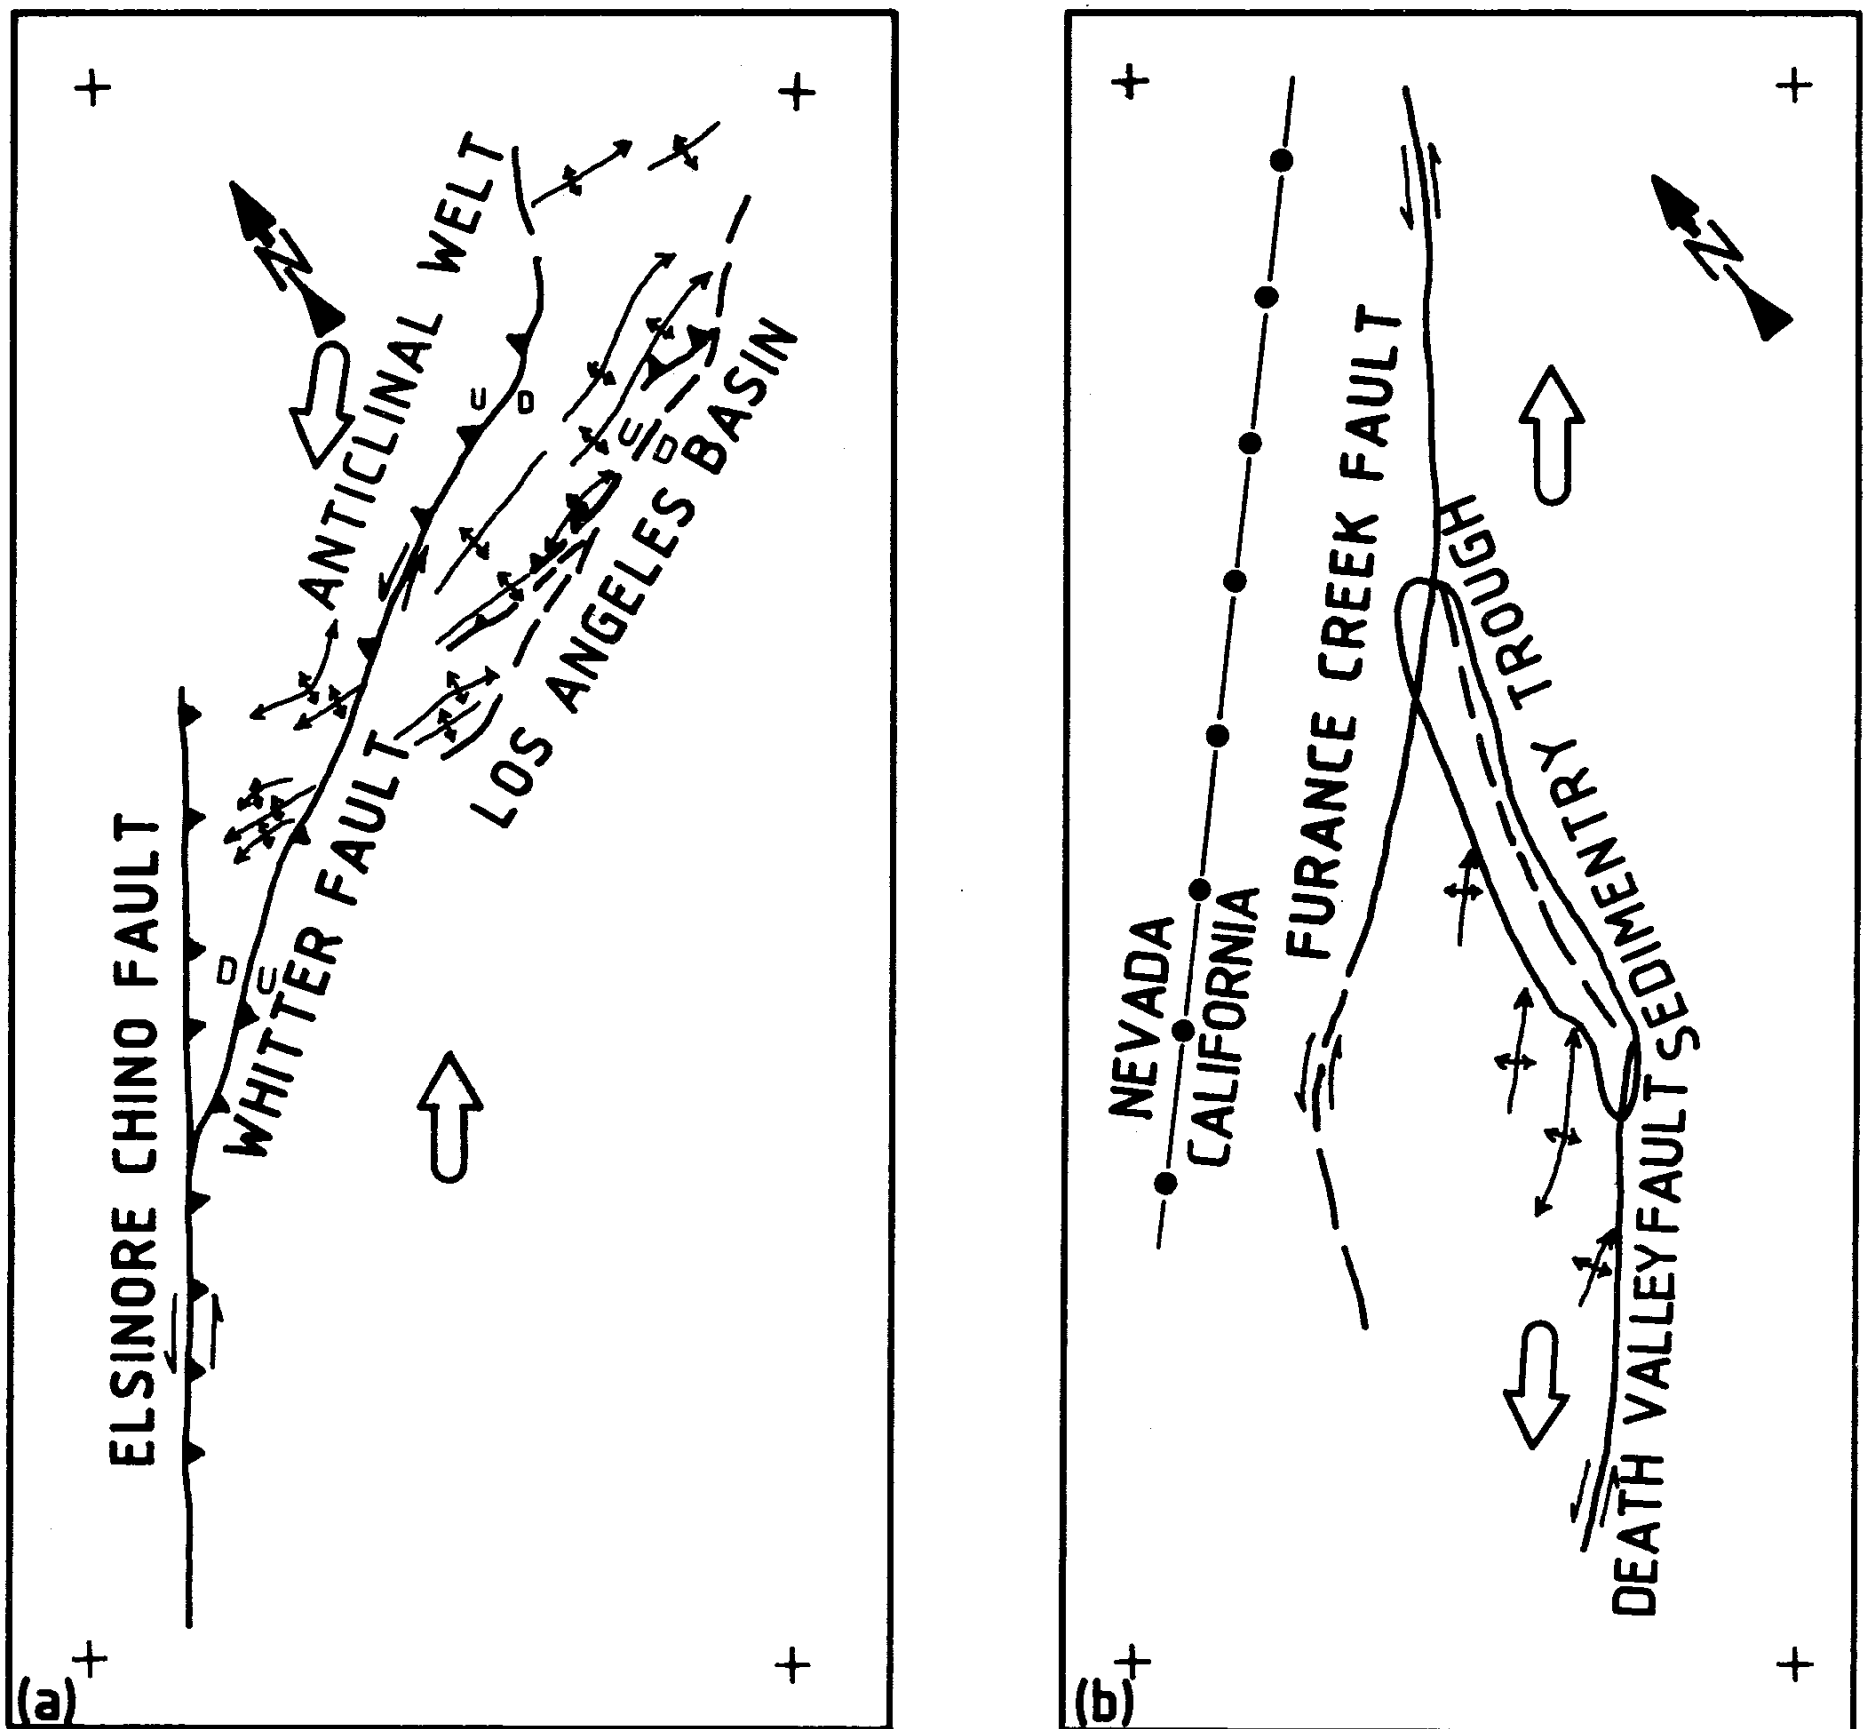 ANTICLINAL WELT
N
U D
U D
LOS ANGELES BASIN
ELSINORE CHINO FAULT
WHITTER FAULT
D U
(a)
N
FURANCE CREEK FAULT
SEDIMENTRY TROUGH
NEVADA
CALIFORNIA
DEATH VALLEY FAULT
(b)